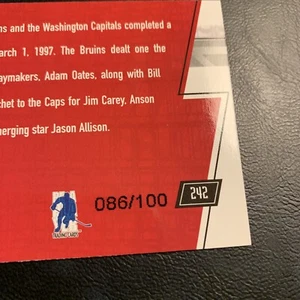 ns and the Washington Capitals completed a
arch 1, 1997. The Bruins dealt one the
aymakers, Adam Oates, along with Bill
chet to the Caps for Jim Carey, Anson
nerging star Jason Allison.
086/100
242